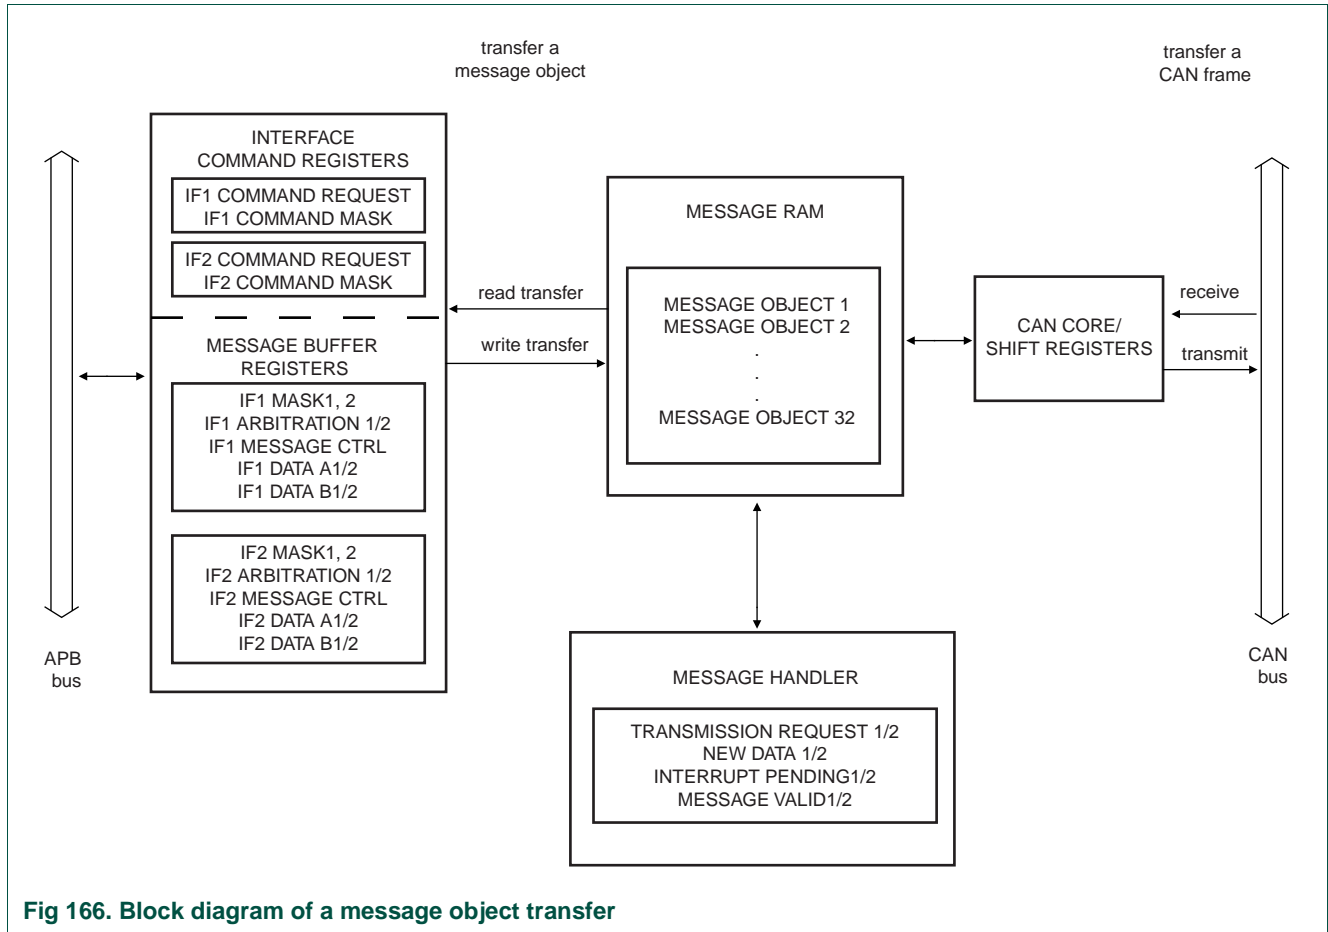 transfer a
message object
transfer a
CAN frame
INTERFACE
COMMAND REGISTERS
IF1 COMMAND REQUEST
IF1 COMMAND MASK
IF2 COMMAND REQUEST
IF2 COMMAND MASK
MESSAGE BUFFER
REGISTERS
IF1 MASK1, 2
IF1 ARBITRATION 1/2
IF1 MESSAGE CTRL
IF1 DATA A1/2
IF1 DATA B1/2
IF2 MASK1, 2
IF2 ARBITRATION 1/2
IF2 MESSAGE CTRL
IF2 DATA A1/2
IF2 DATA B1/2
APB
bus
read transfer
write transfer
MESSAGE RAM
MESSAGE OBJECT 1
MESSAGE OBJECT 2
.
.
.
MESSAGE OBJECT 32
CAN CORE/
SHIFT REGISTERS
receive
transmit
CAN
bus
MESSAGE HANDLER
TRANSMISSION REQUEST 1/2
NEW DATA 1/2
INTERRUPT PENDING1/2
MESSAGE VALID1/2
Fig 166. Block diagram of a message object transfer